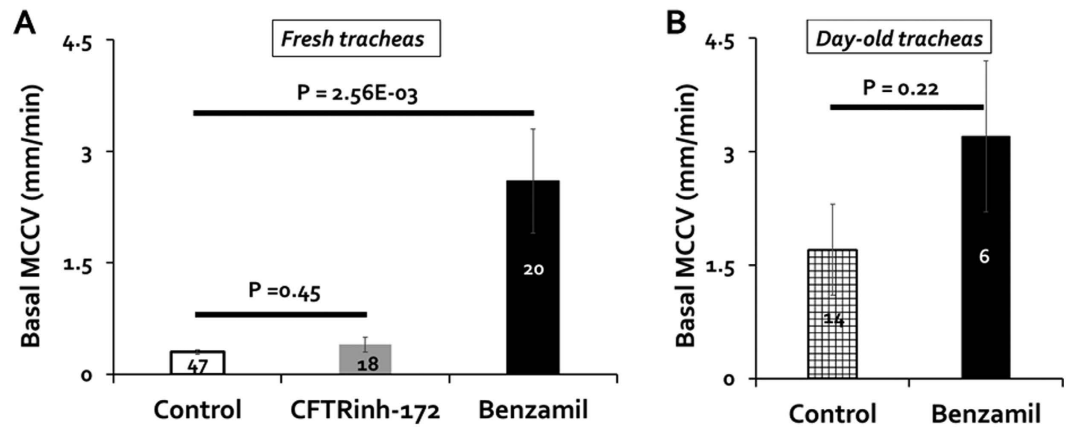 A
Fresh tracheas
4.5
3
1.5
0
Basal MCCV (mm/min)
P = 2.56E-03
P =0.45
47
18
20
Control
CFTRinh-172
Benzamil
B
Day-old tracheas
4.5
3
1.5
0
Basal MCCV (mm/min)
P = 0.22
14
6
Control
Benzamil